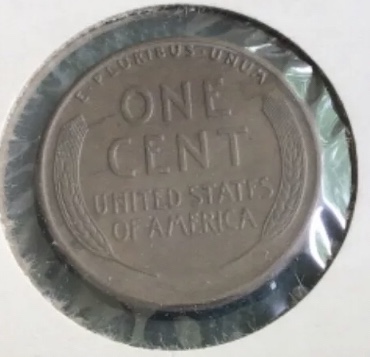 E·PLURIBUS·UNUM
ONE
CENT
UNITED STATES
OF AMERICA